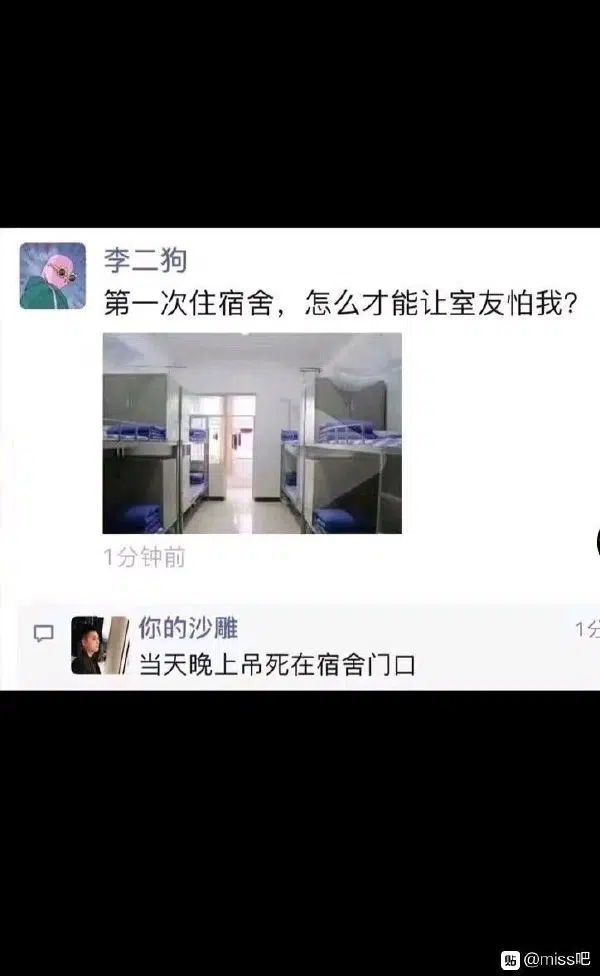 李二狗
第一次住宿舍，怎么才能让室友怕我?
1分钟前
你的沙雕
1分
当天晚上吊死在宿舍门口
贴 @miss吧